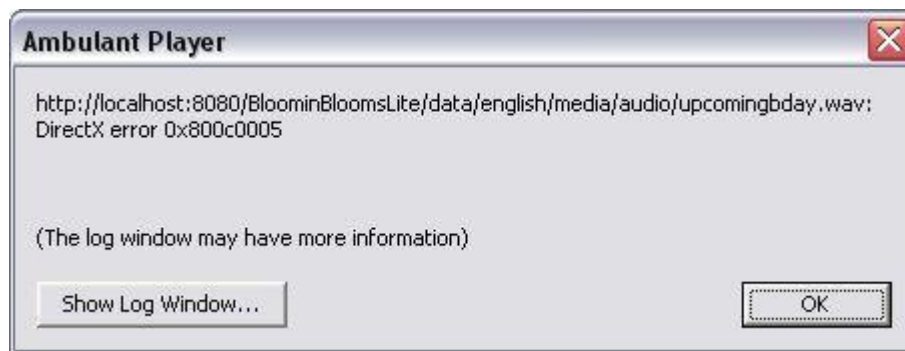 Ambulant Player
http://localhost:8080/BloominBloomsLite/data/english/media/audio/upcomingbday.wav:
DirectX error 0x800c0005
(The log window may have more information)
Show Log Window...
OK